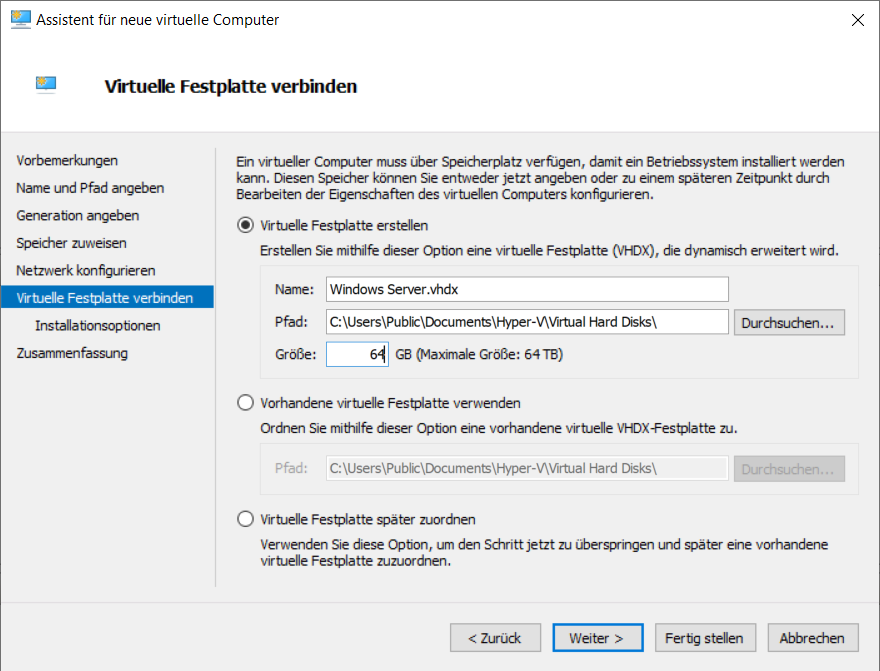 Assistent für neue virtuelle Computer
Virtuelle Festplatte verbinden
Vorbemerkungen
Name und Pfad angeben
Generation angeben
Speicher zuweisen
Netzwerk konfigurieren
Virtuelle Festplatte verbinden
Installationsoptionen
Zusammenfassung
Ein virtueller Computer muss über Speicherplatz verfügen, damit ein Betriebssystem installiert werden
kann. Diesen Speicher können Sie entweder jetzt angeben oder zu einem späteren Zeitpunkt durch
Bearbeiten der Eigenschaften des virtuellen Computers konfigurieren.
Virtuelle Festplatte erstellen
Erstellen Sie mithilfe dieser Option eine virtuelle Festplatte (VHDX), die dynamisch erweitert wird.
Name: Windows Server.vhdx
Pfad: C:\Users\Public\Documents\Hyper-V\Virtual Hard Disks\ Durchsuchen...
Größe: 64 GB (Maximale Größe: 64 TB)
Vorhandene virtuelle Festplatte verwenden
Ordnen Sie mithilfe dieser Option eine vorhandene virtuelle VHDX-Festplatte zu.
Pfad: C:\Users\Public\Documents\Hyper-V\Virtual Hard Disks\ Durchsuchen...
Virtuelle Festplatte später zuordnen
Verwenden Sie diese Option, um den Schritt jetzt zu überspringen und später eine vorhandene
virtuelle Festplatte zuzuordnen.
< Zurück Weiter > Fertig stellen Abbrechen